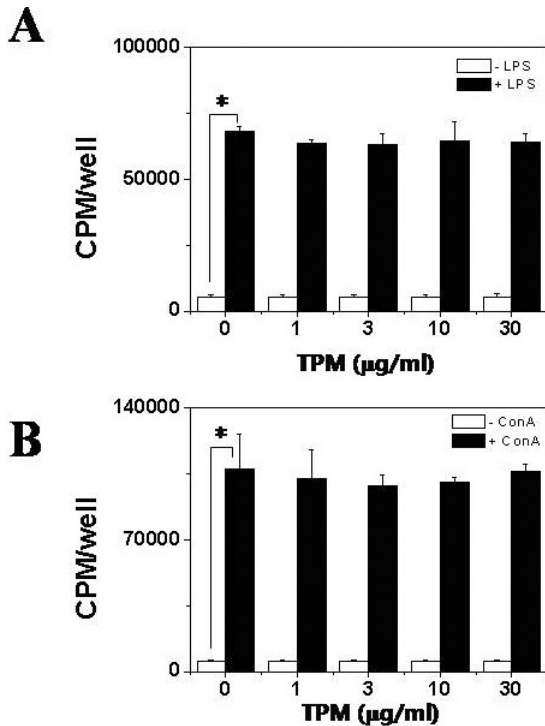 A
100000
- LPS
+ LPS
*
50000
CPM/well
0
0 1 3 10 30
TPM (μg/ml)
B
140000
- ConA
+ ConA
*
70000
CPM/well
0
0 1 3 10 30
TPM (μg/ml)